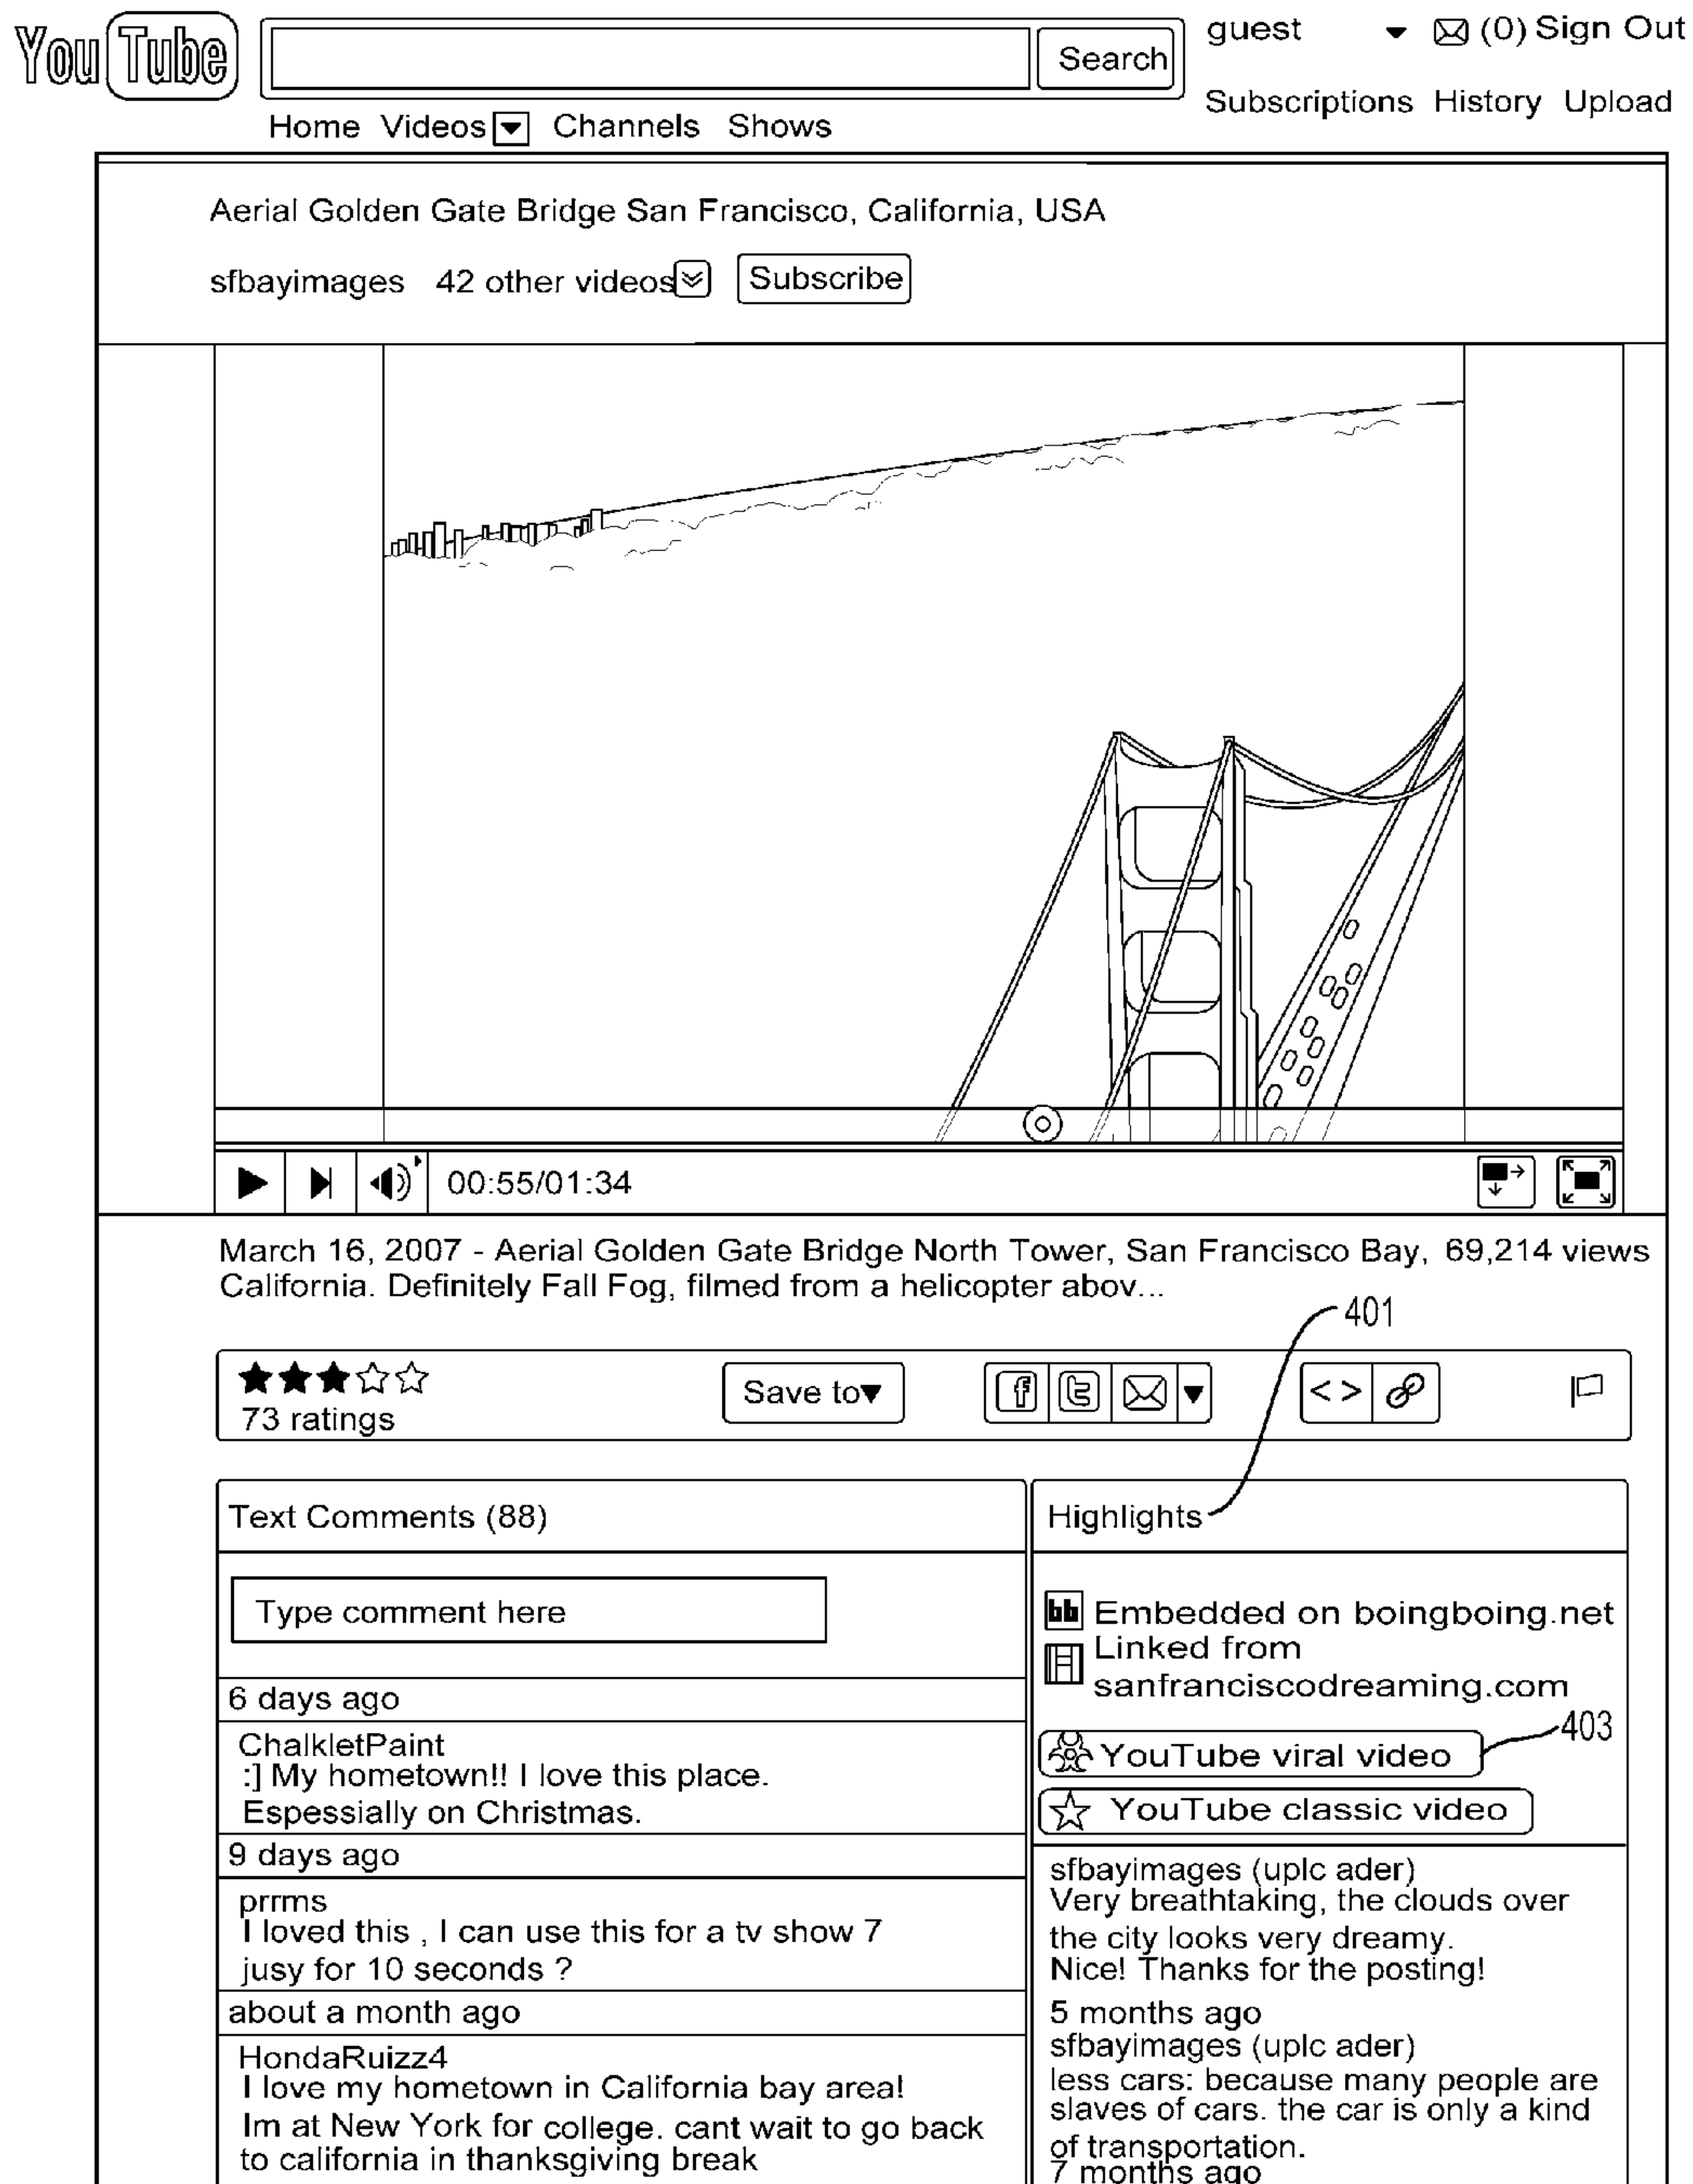 YouTube
Search
guest (0) Sign Out
Subscriptions History Upload
Home Videos Channels Shows
Aerial Golden Gate Bridge San Francisco, California, USA
sfbayimages 42 other videos Subscribe
00:55/01:34
March 16, 2007 - Aerial Golden Gate Bridge North Tower, San Francisco Bay, 69,214 views
California. Definitely Fall Fog, filmed from a helicopter abov...
401
73 ratings
Save to
f t < >
Text Comments (88)
Type comment here
6 days ago
ChalkletPaint
:] My hometown!! I love this place.
Espessially on Christmas.
9 days ago
prrms
I loved this , I can use this for a tv show 7
jusy for 10 seconds ?
about a month ago
HondaRuizz4
I love my hometown in California bay area!
Im at New York for college. cant wait to go back
to california in thanksgiving break
Highlights
bb Embedded on boingboing.net
Linked from
sanfranciscodreaming.com
403
YouTube viral video
YouTube classic video
sfbayimages (uplc ader)
Very breathtaking, the clouds over
the city looks very dreamy.
Nice! Thanks for the posting!
5 months ago
sfbayimages (uplc ader)
less cars: because many people are
slaves of cars. the car is only a kind
of transportation.
7 months ago